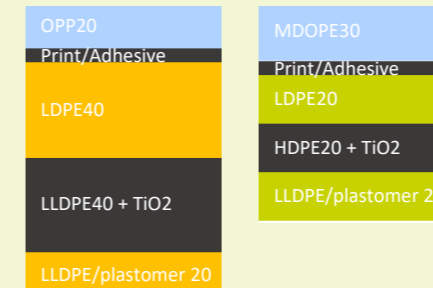 OPP20
Print/Adhesive
LDPE40
LLDPE40 + TiO2
LLDPE/plastomer 20
MDOPE30
Print/Adhesive
LDPE20
HDPE20 + TiO2
LLDPE/plastomer 2